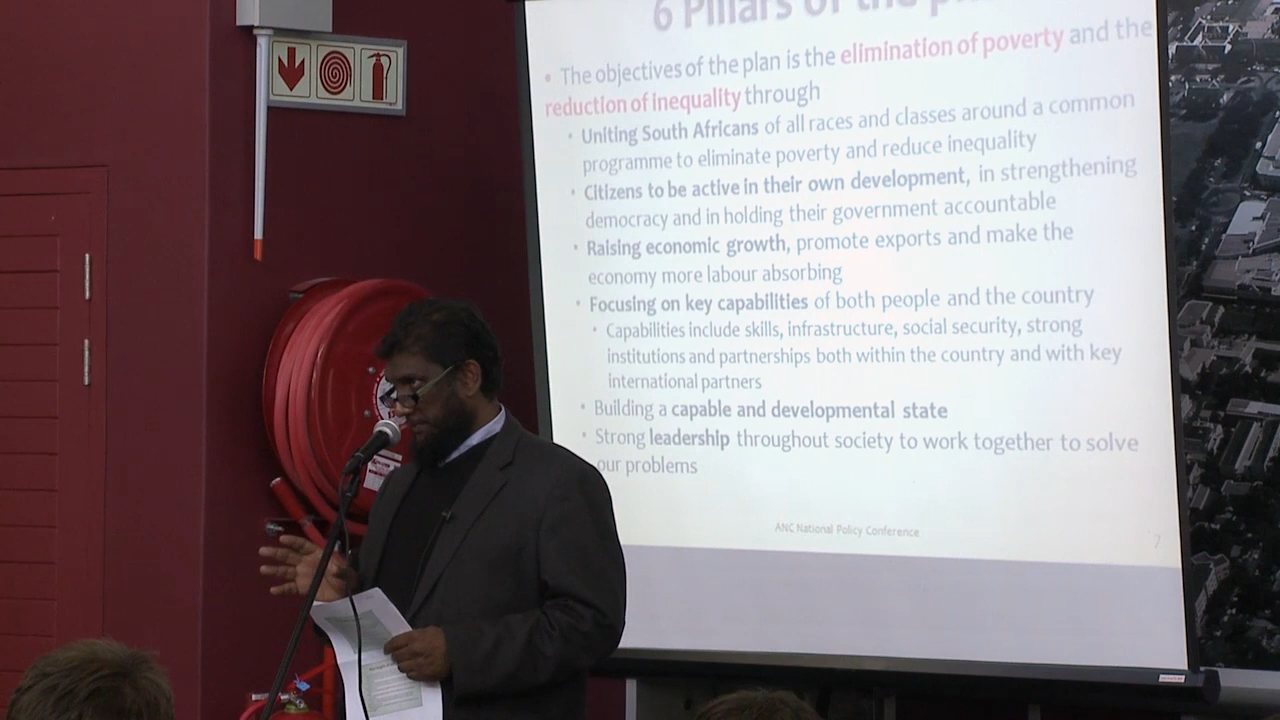 6 Pillars of the
• The objectives of the plan is the elimination of poverty and the
reduction of inequality through
• Uniting South Africans of all races and classes around a common
programme to eliminate poverty and reduce inequality
• Citizens to be active in their own development, in strengthening
democracy and in holding their government accountable
• Raising economic growth, promote exports and make the
economy more labour absorbing
• Focusing on key capabilities of both people and the country
• Capabilities include skills, infrastructure, social security, strong
institutions and partnerships both within the country and with key
international partners
• Building a capable and developmental state
• Strong leadership throughout society to work together to solve
our problems
ANC National Policy Conference
7